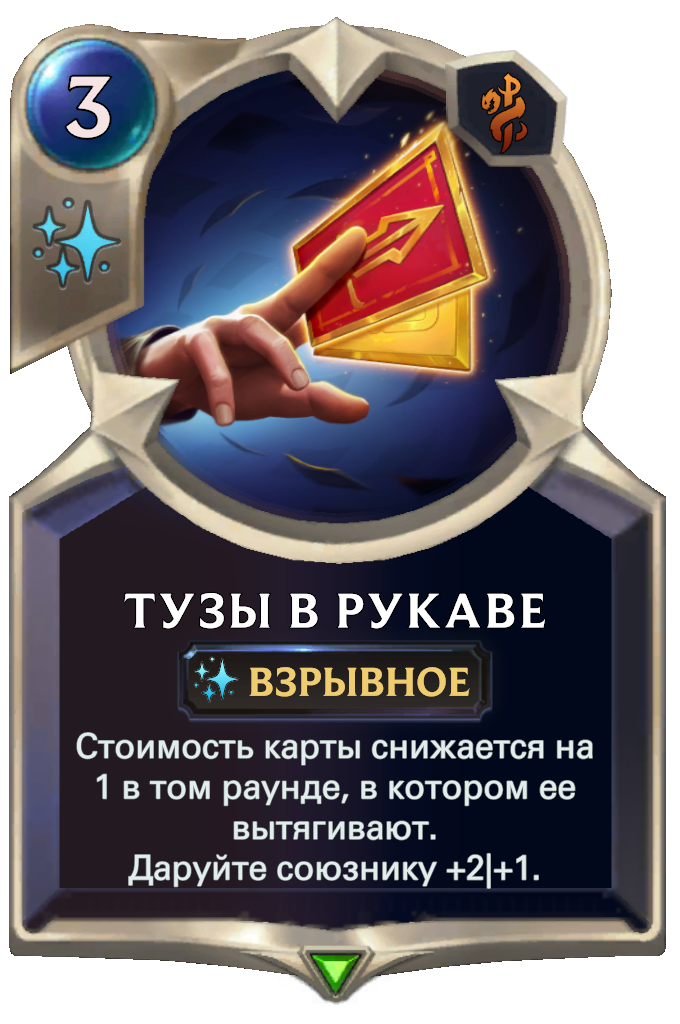 3
ТУЗЫ В РУКАВЕ
ВЗРЫВНОЕ
Стоимость карты снижается на
1 в том раунде, в котором ее
вытягивают.
Даруйте союзнику +2|+1.